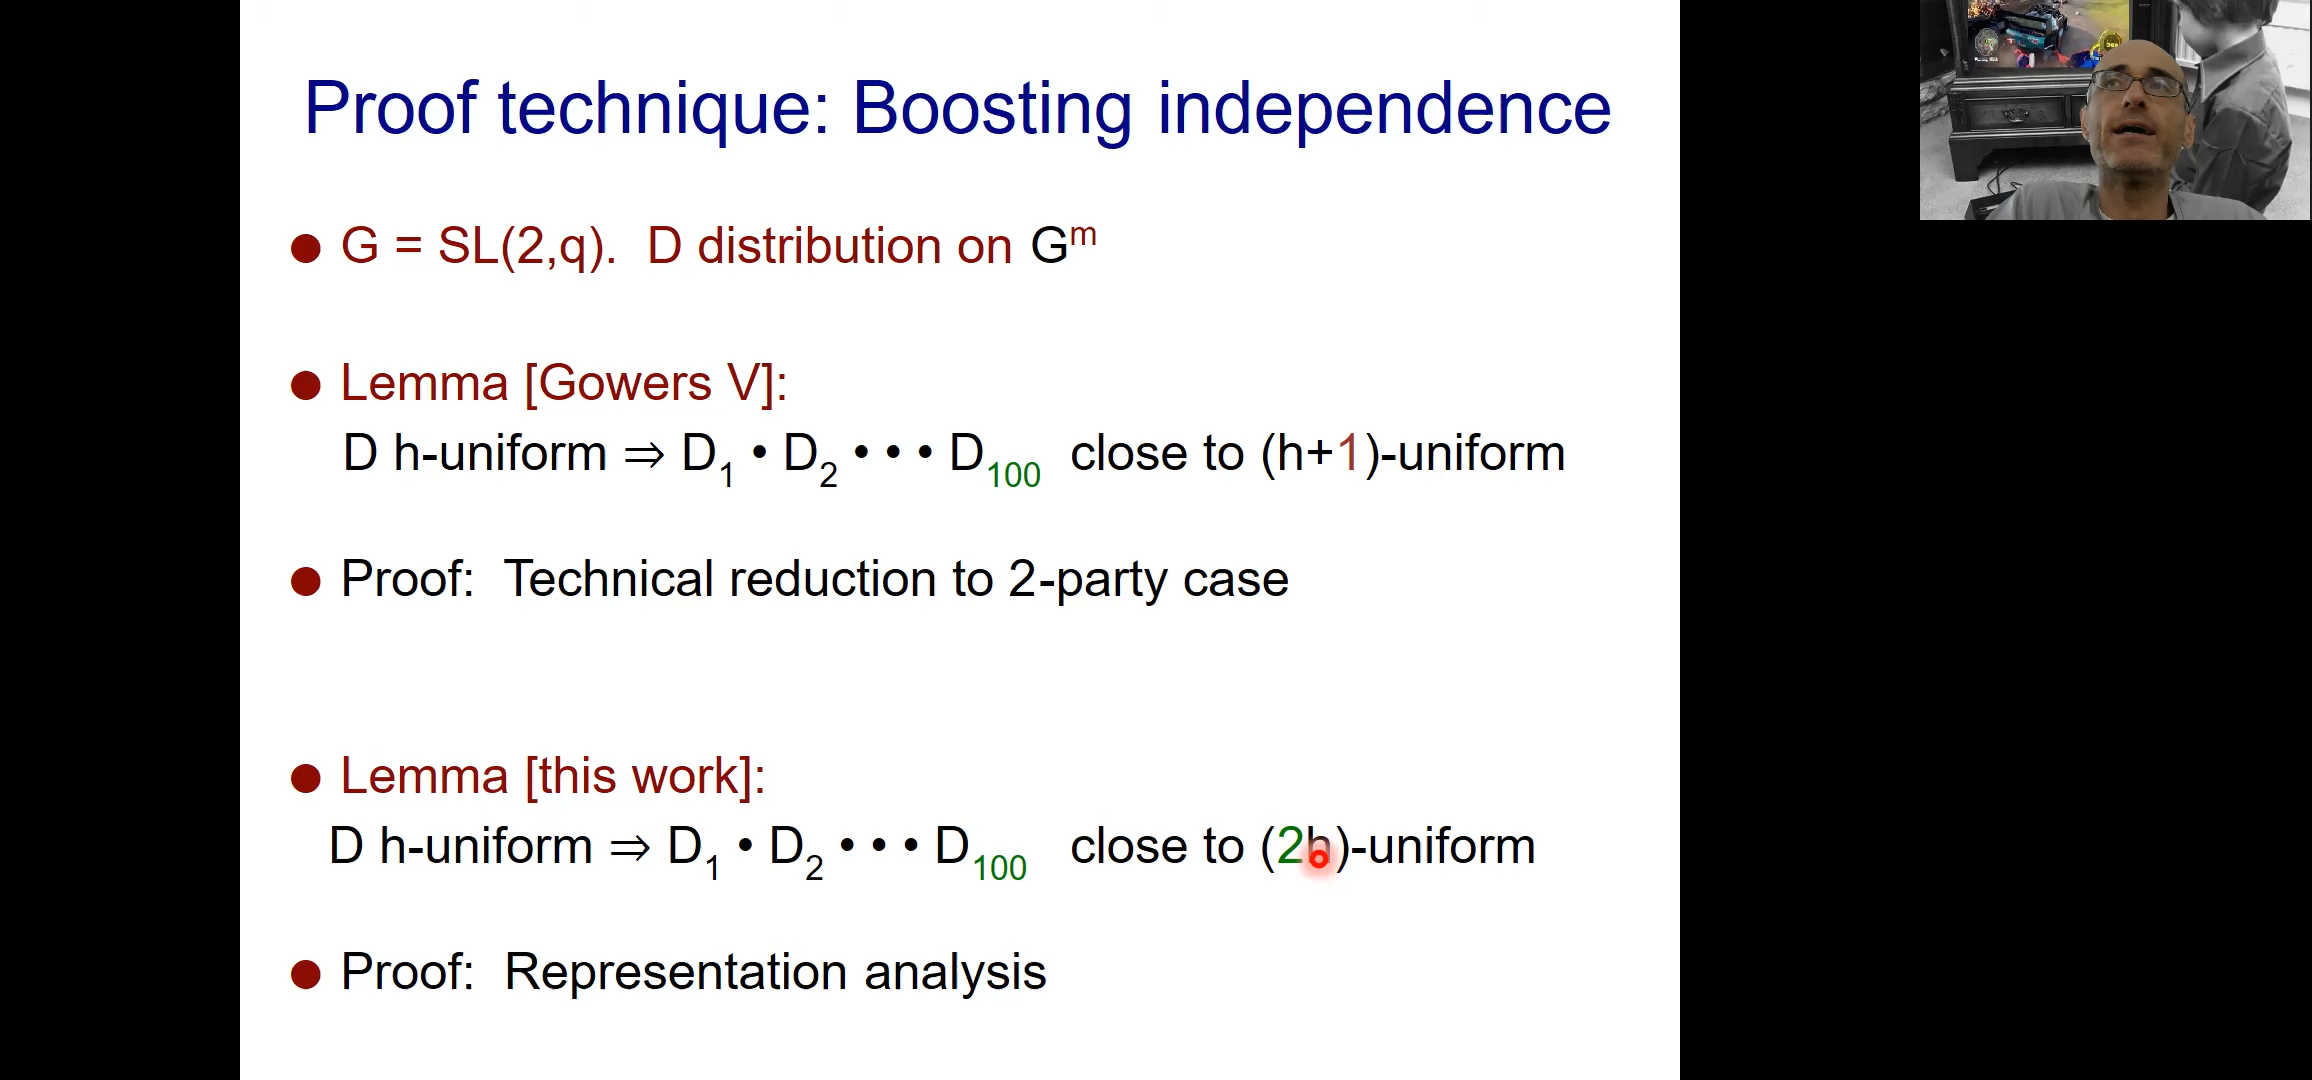 Proof technique: Boosting independence
● G = SL(2,q). D distribution on Gᵐ
● Lemma [Gowers V]:
D h-uniform ⇒ D₁ • D₂ • • • D₁₀₀ close to (h+1)-uniform
● Proof: Technical reduction to 2-party case
● Lemma [this work]:
D h-uniform ⇒ D₁ • D₂ • • • D₁₀₀ close to (2h)-uniform
● Proof: Representation analysis